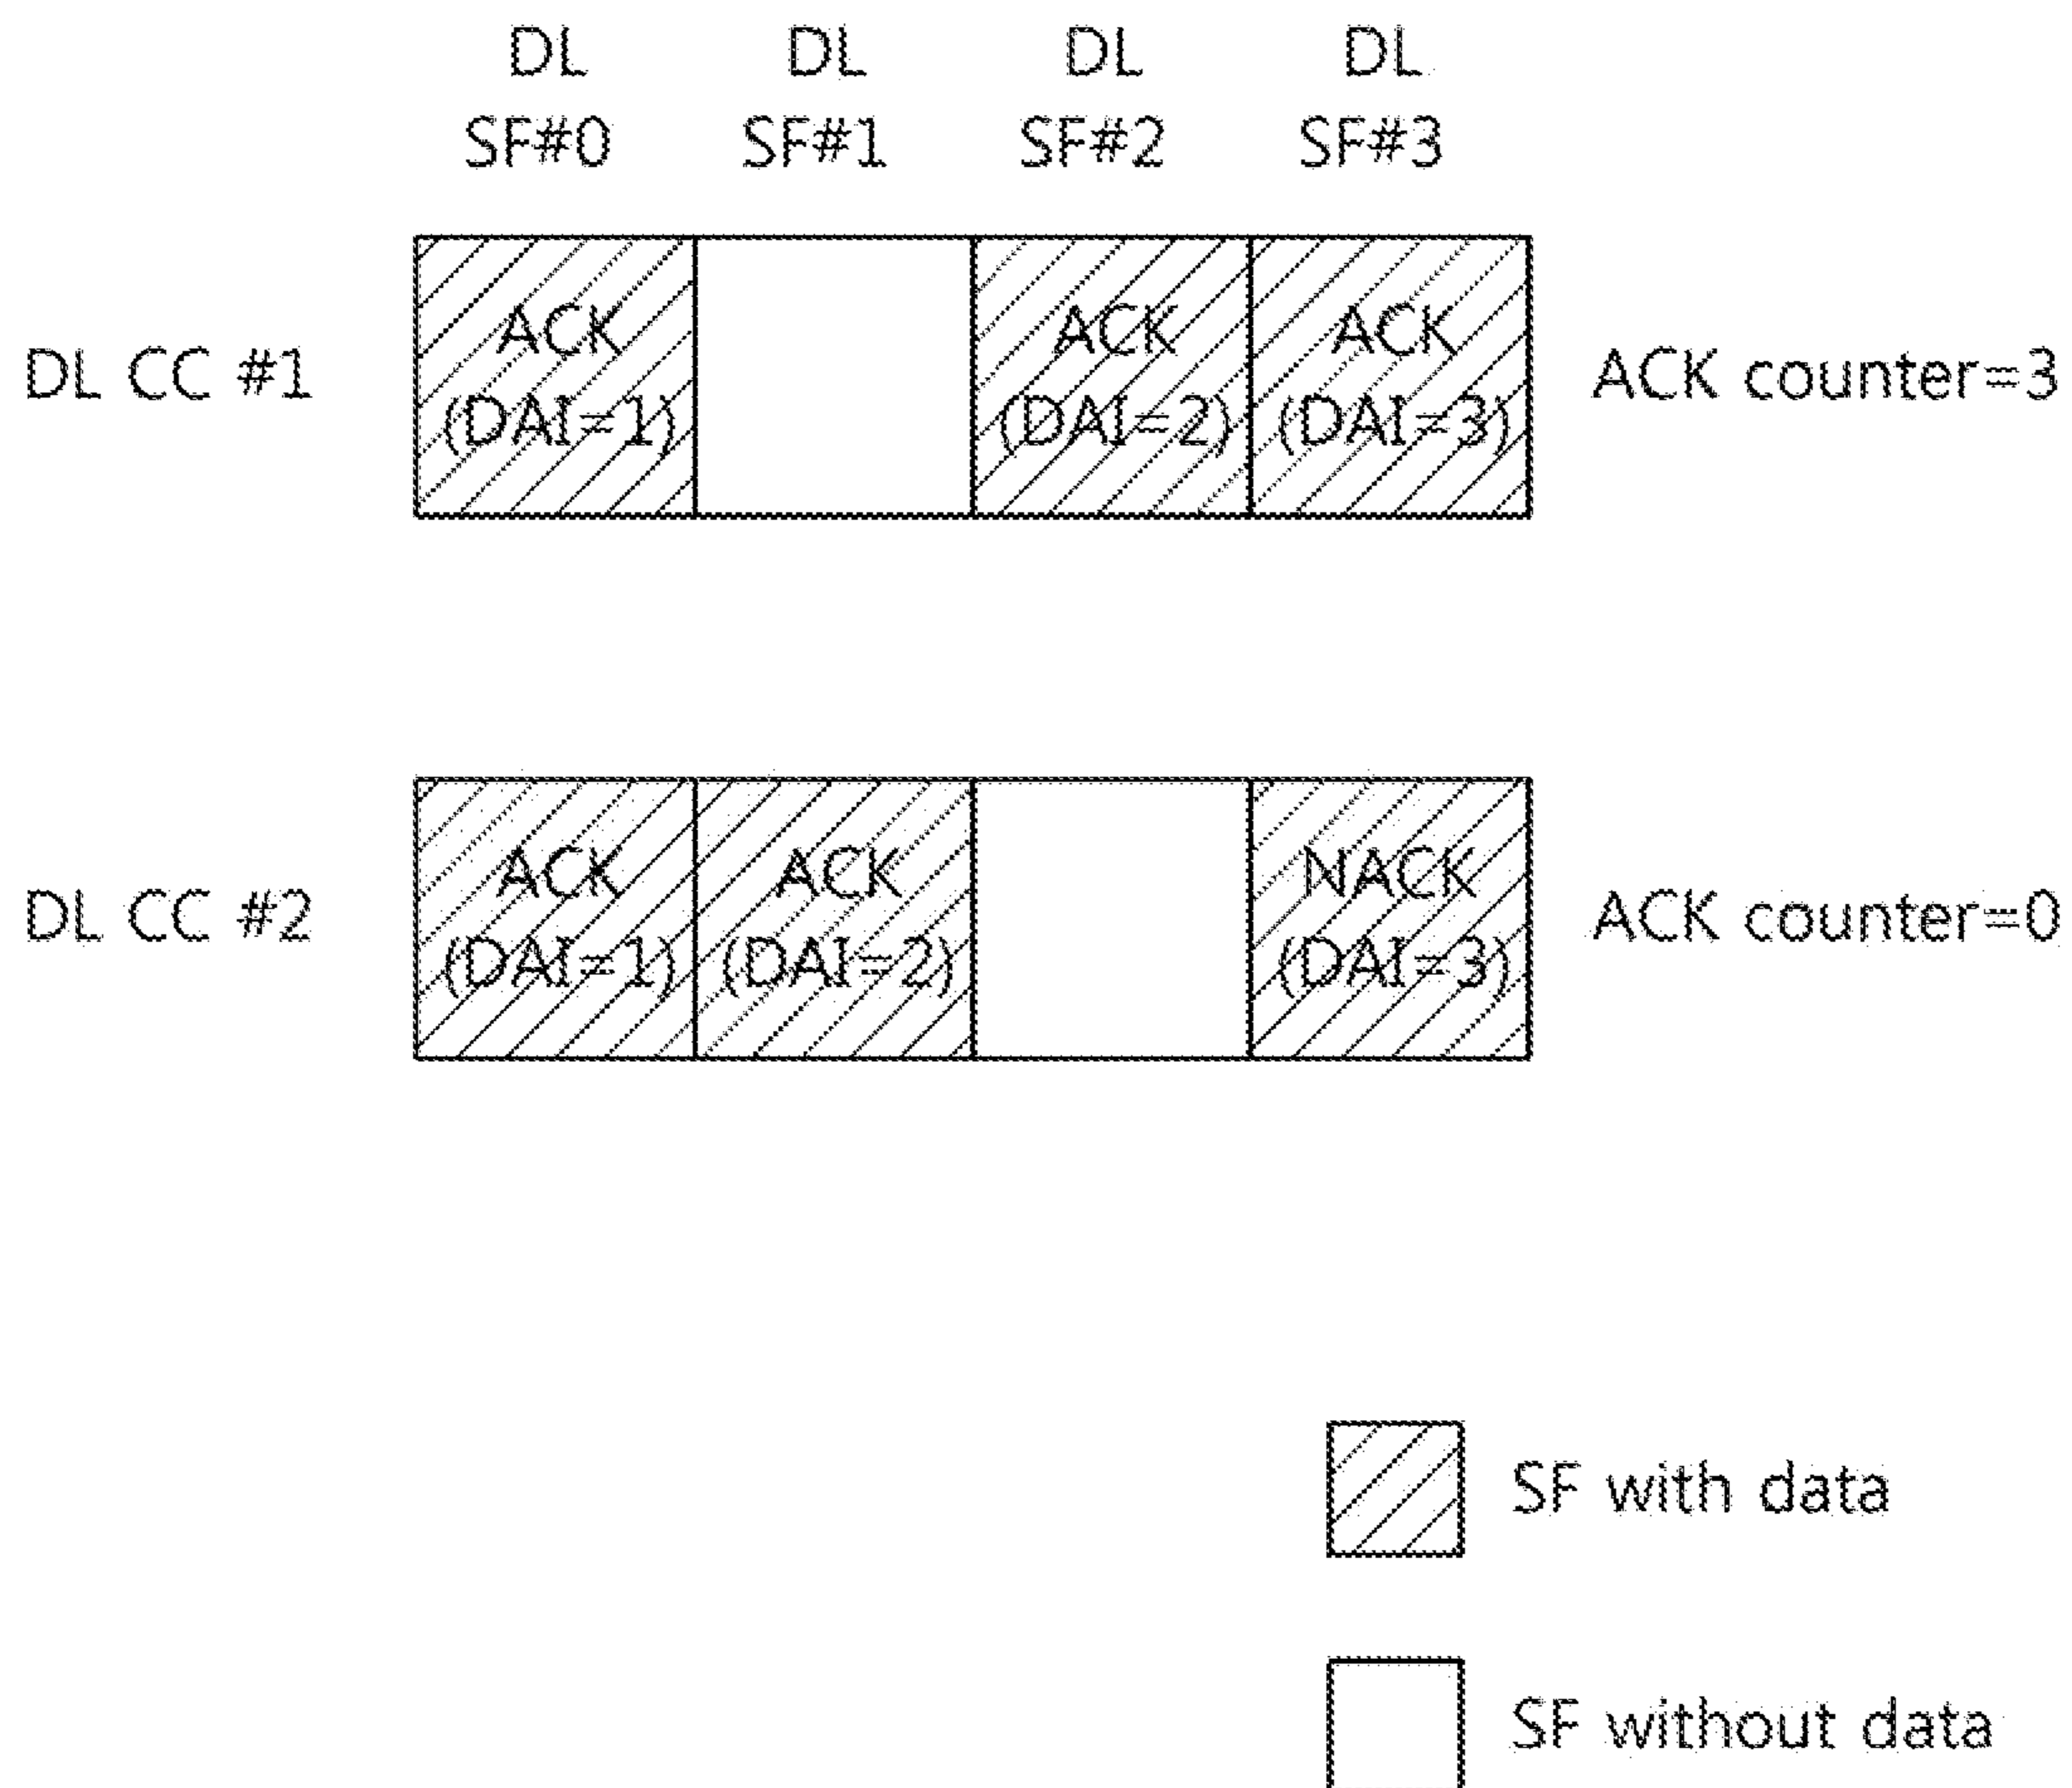 DL DL DL DL
SF#0 SF#1 SF#2 SF#3
DL CC #1
ACK ACK ACK
(DAI=1) (DAI=2) (DAI=3)
ACK counter=3
DL CC #2
ACK ACK NACK
(DAI=1) (DAI=2) (DAI=3)
ACK counter=0
SF with data
SF without data